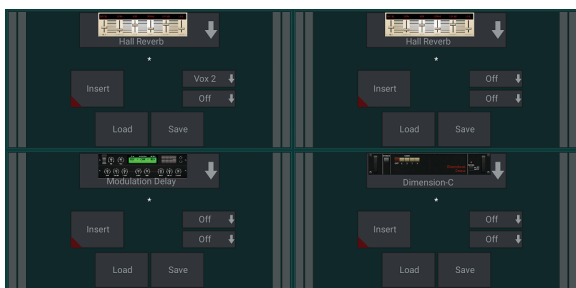 Hall Reverb
*
Insert
Vox 2
Off
Load Save
Hall Reverb
*
Insert
Off
Off
Load Save
Modulation Delay
*
Insert
Off
Off
Load Save
Dimension-C
*
Insert
Off
Off
Load Save